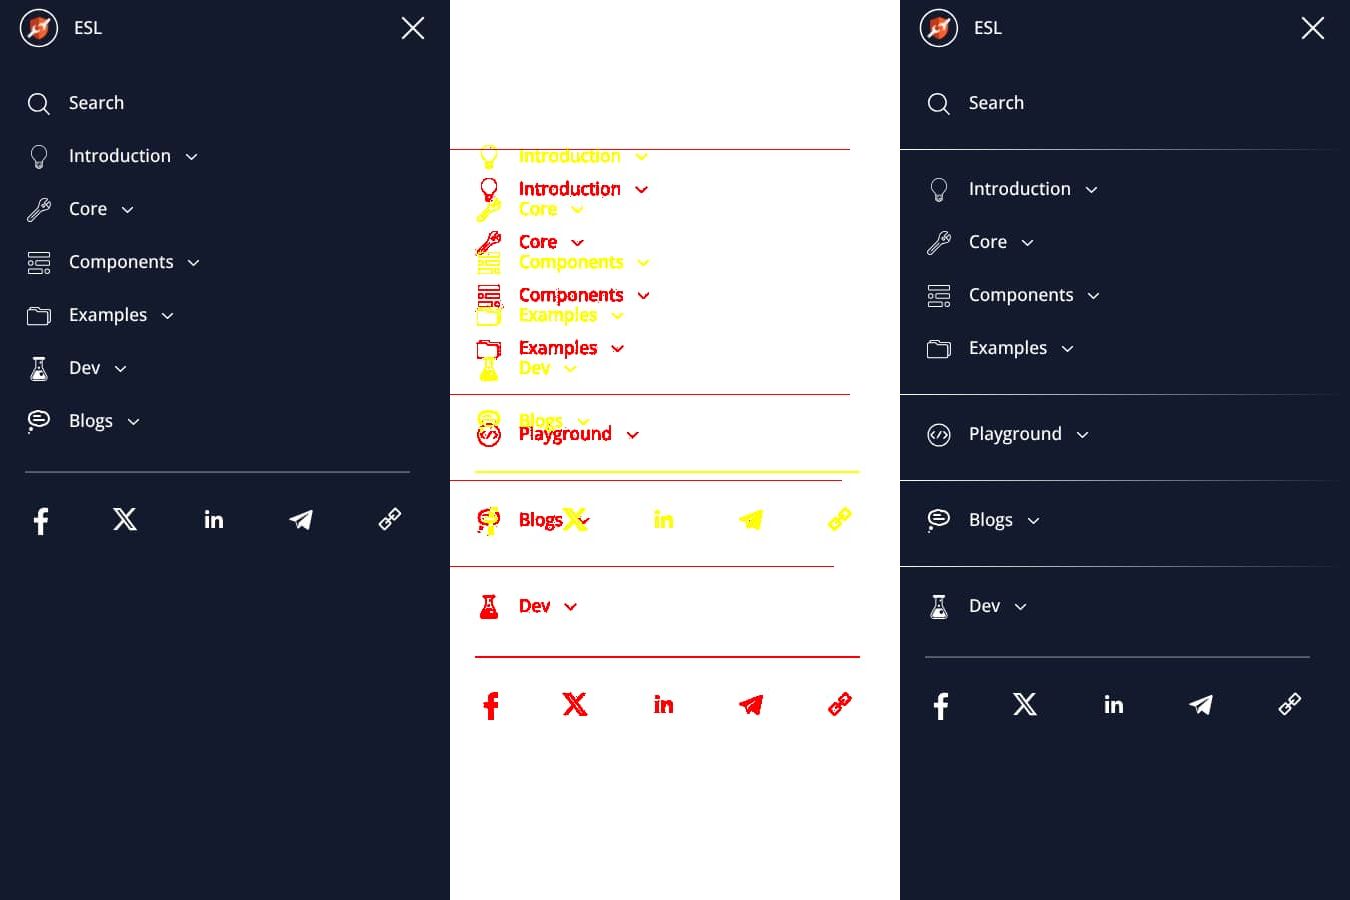 ESL
Search
Introduction
Core
Components
Examples
Dev
Blogs
in
Introduction
Introduction
Core
Core
Components
Components
Examples
Examples
Dev
Blogs
Playground
Blogs
in
Dev
in
ESL
Search
Introduction
Core
Components
Examples
Playground
Blogs
Dev
in